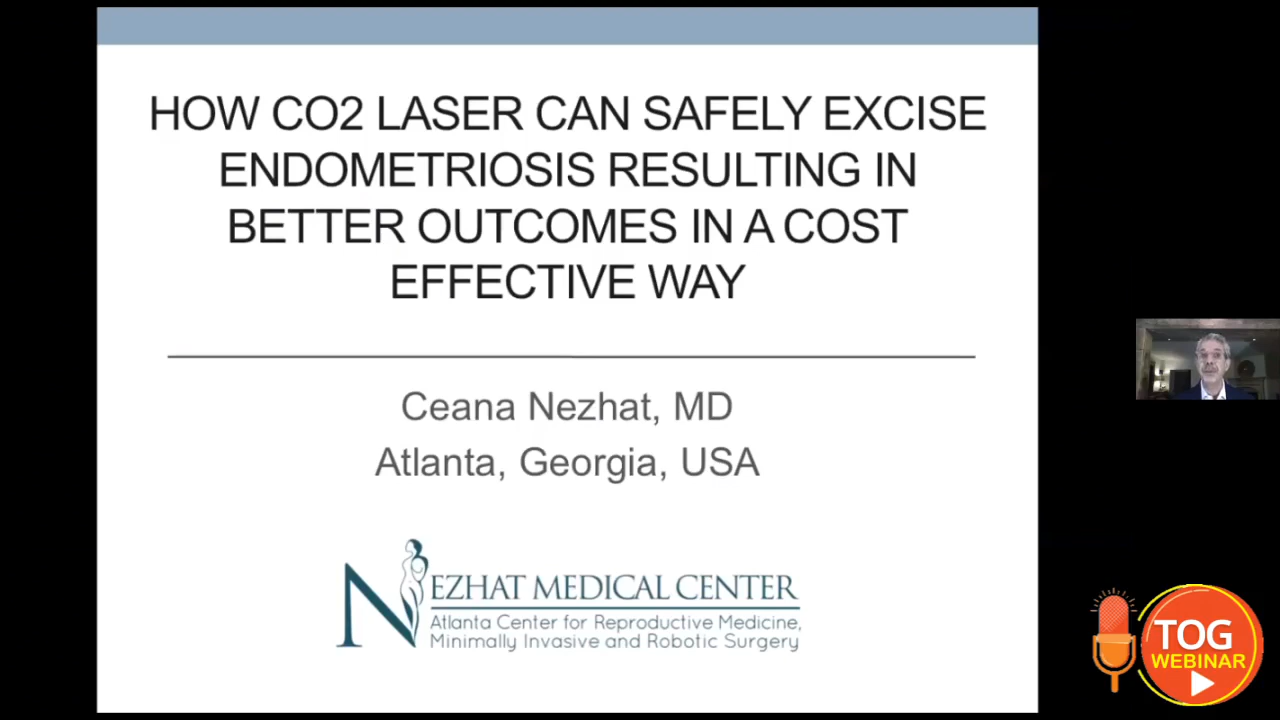 HOW CO2 LASER CAN SAFELY EXCISE
ENDOMETRIOSIS RESULTING IN
BETTER OUTCOMES IN A COST
EFFECTIVE WAY
Ceana Nezhat, MD
Atlanta, Georgia, USA
NEZHAT MEDICAL CENTER
Atlanta Center for Reproductive Medicine,
Minimally Invasive and Robotic Surgery
TOG
WEBINAR